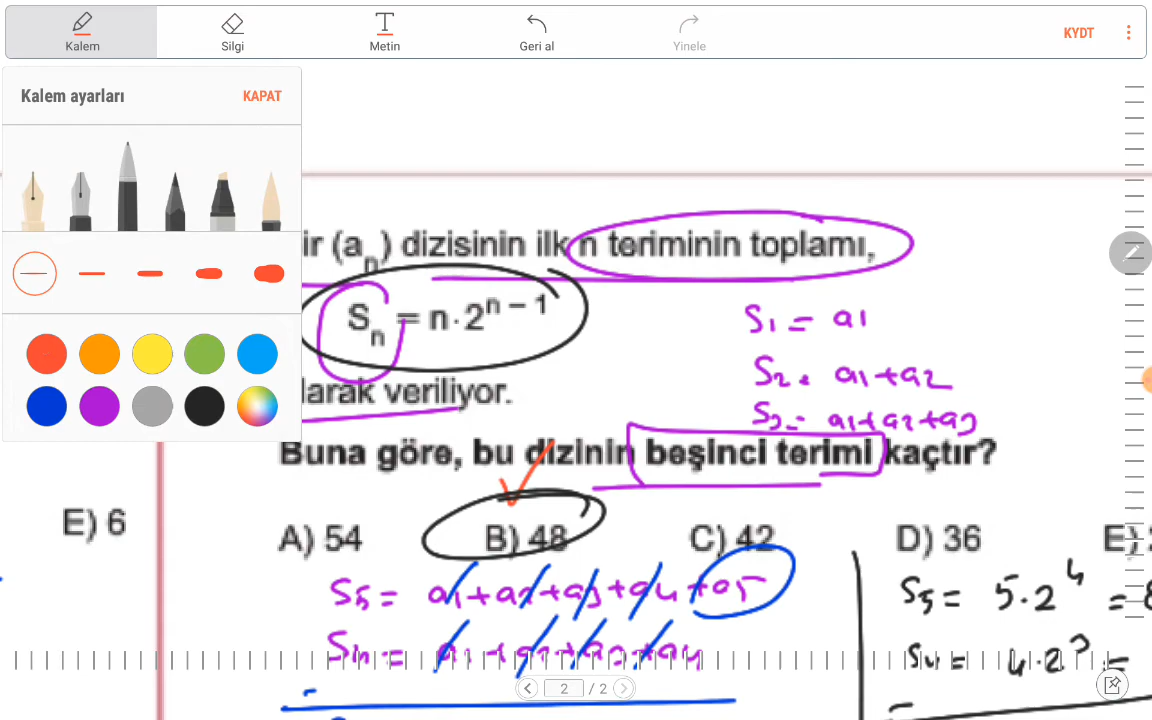 Kalem Silgi Metin Geri al Yinele KYDT
Kalem ayarları KAPAT
ir (an) dizisinin ilk n teriminin toplamı,
Sn = n·2^(n – 1)
larak veriliyor.
S1 = a1
S2 = a1+a2
S3 = a1+a2+a3
Buna göre, bu dizinin beşinci terimi kaçtır?
E) 6
A) 54 B) 48 C) 42 D) 36 E)
S5 = a1+a2+a3+a4+a5
S4 = a1+a2+a3+a4
S5 = 5·2^4 = 8
S4 = 4·2^3 =
2 / 2